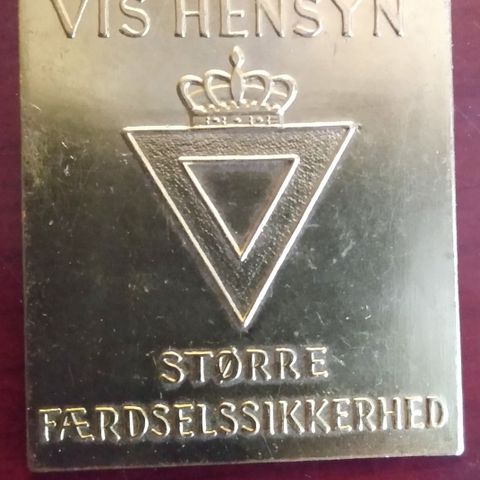 VIS HENSYN
STØRRE
FÆRDSELSSIKKERHED